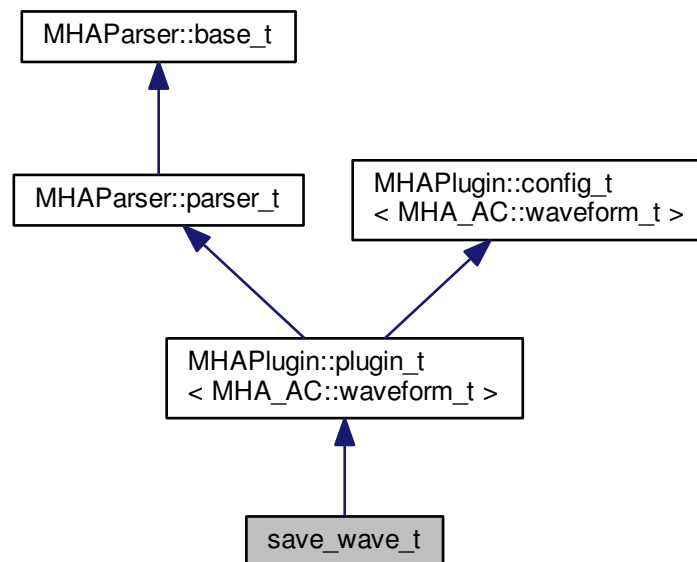 MHAParser::base_t
MHAParser::parser_t
MHAPlugin::config_t
< MHA_AC::waveform_t >
MHAPlugin::plugin_t
< MHA_AC::waveform_t >
save_wave_t